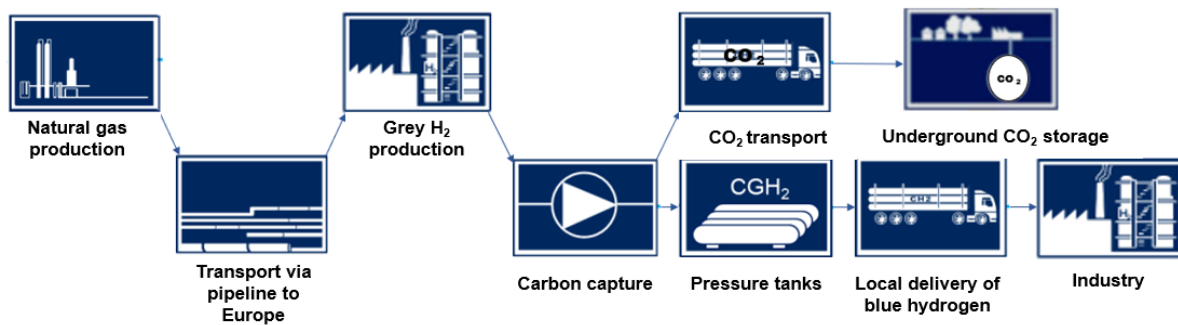 Natural gas
production
Transport via
pipeline to
Europe
H₂
Grey H₂
production
Carbon capture
CO₂
CO₂ transport
CO₂
Underground CO₂ storage
CGH₂
Pressure tanks
Local delivery of
blue hydrogen
H₂
Industry